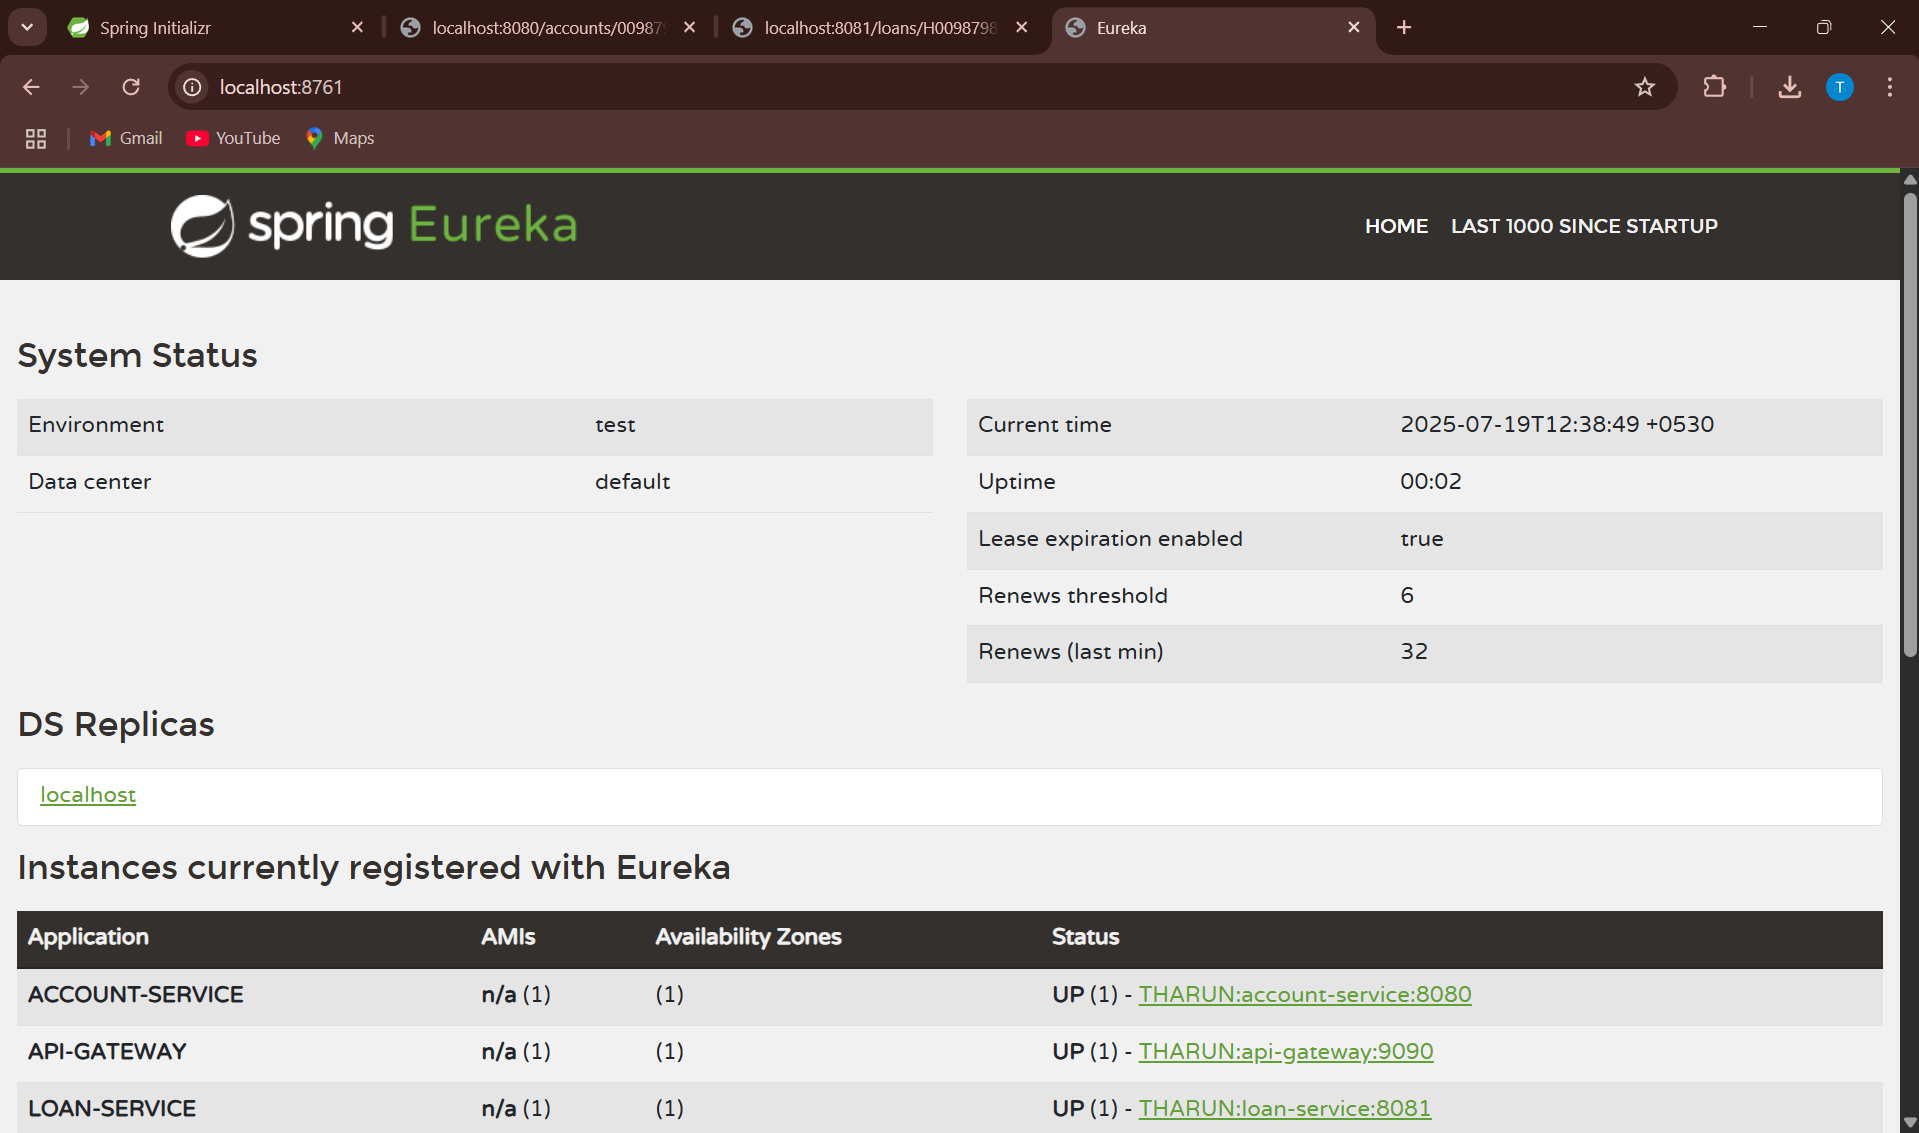 Spring Initializr
localhost:8080/accounts/00987
localhost:8081/loans/H0098798
Eureka
localhost:8761
T
Gmail
YouTube
Maps
spring Eureka
HOME
LAST 1000 SINCE STARTUP
System Status
Environment test
Data center default
Current time 2025-07-19T12:38:49 +0530
Uptime 00:02
Lease expiration enabled true
Renews threshold 6
Renews (last min) 32
DS Replicas
localhost
Instances currently registered with Eureka
Application AMIs Availability Zones Status
ACCOUNT-SERVICE n/a (1) (1) UP (1) - THARUN:account-service:8080
API-GATEWAY n/a (1) (1) UP (1) - THARUN:api-gateway:9090
LOAN-SERVICE n/a (1) (1) UP (1) - THARUN:loan-service:8081